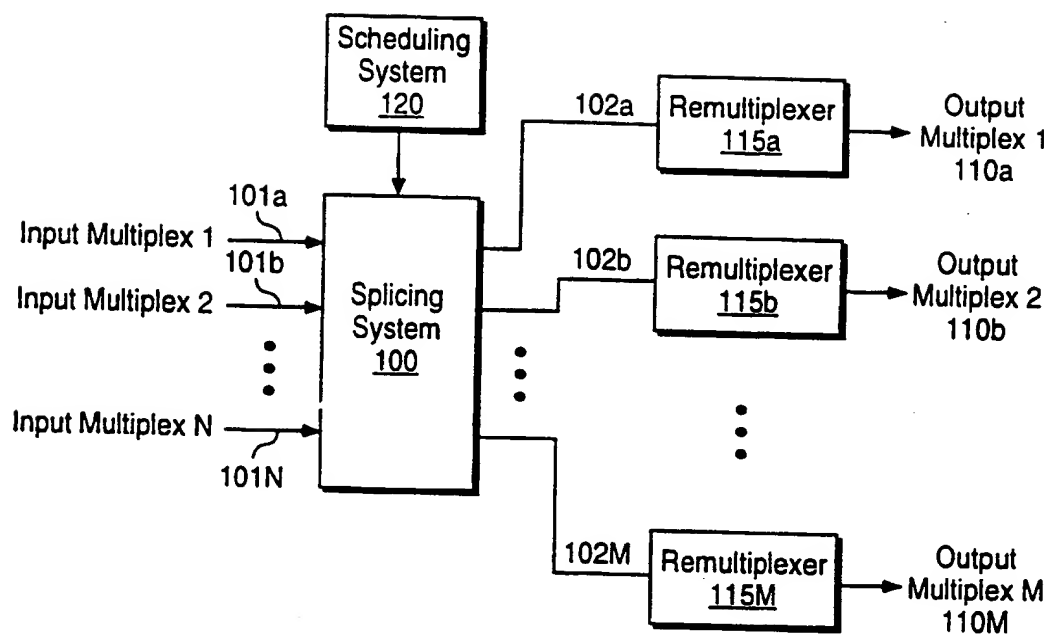 Scheduling
System
120
102a
Remultiplexer
115a
Output
Multiplex 1
110a
101a
Input Multiplex 1
101b
Input Multiplex 2
Splicing
System
100
102b
Remultiplexer
115b
Output
Multiplex 2
110b
Input Multiplex N
101N
102M
Remultiplexer
115M
Output
Multiplex M
110M